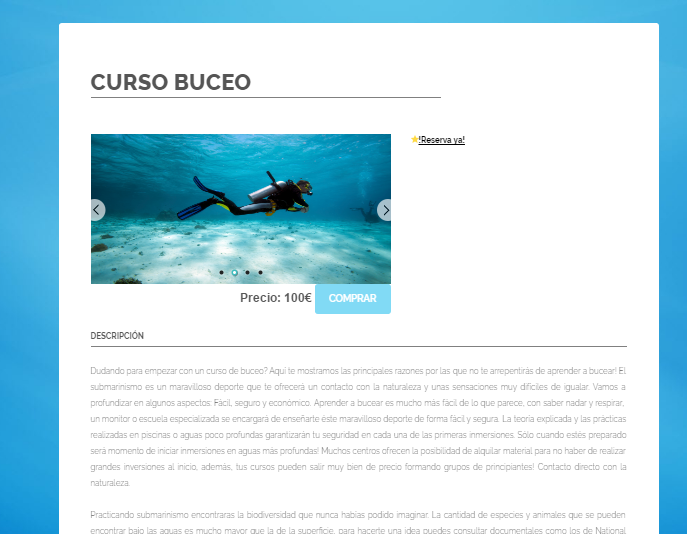 CURSO BUCEO
!Reserva ya!
Precio: 100€ COMPRAR
DESCRIPCIÓN
Dudando para empezar con un curso de buceo? Aqui te mostramos las principales razones por las que no te arrepentirás de aprender a bucear! El
submarinismo es un maravilloso deporte que te ofrecerá un contacto con la naturaleza y unas sensaciones muy difíciles de igualar. Vamos a
profundizar en algunos aspectos: Fácil, seguro y económico. Aprender a bucear es mucho más fácil de lo que parece, con saber nadar y respirar,
un monitor o escuela especializada se encargará de enseñarte éste maravilloso deporte de forma fácil y segura. La teoría explicada y las prácticas
realizadas en piscinas o aguas poco profundas garantizarán tu seguridad en cada una de las primeras inmersiones. Sólo cuando estés preparado
será momento de iniciar inmersiones en aguas más profundas! Muchos centros ofrecen la posibilidad de alquilar material para no haber de realizar
grandes inversiones al inicio, además, tus cursos pueden salir muy bien de precio formando grupos de principiantes! Contacto directo con la
naturaleza.
Practicando submarinismo encontraras la biodiversidad que nunca habías podido imaginar. La cantidad de especies y animales que se pueden
encontrar bajo las aguas es mucho mayor que la de la superficie, para hacerte una idea puedes consultar documentales como los de National